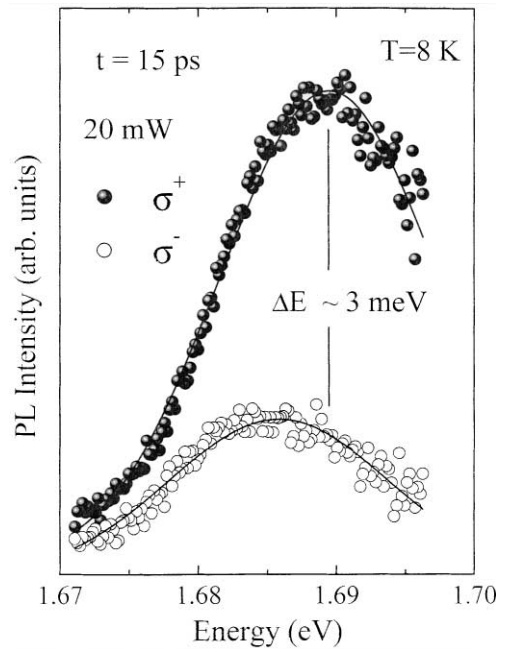 t = 15 ps
T=8 K
20 mW
σ⁺
σ⁻
ΔE ~ 3 meV
PL Intensity (arb. units)
1.67 1.68 1.69 1.70
Energy (eV)